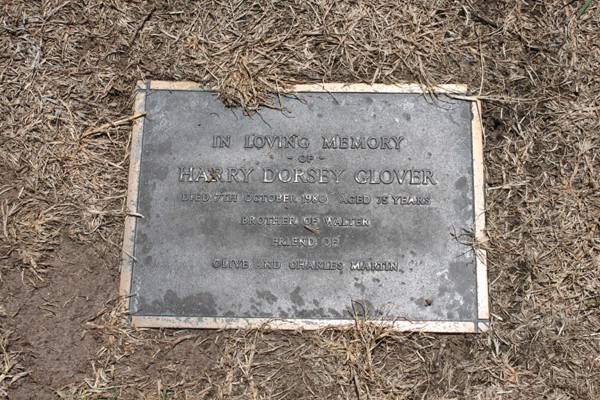 IN LOVING MEMORY
- OF -
HARRY DORSEY GLOVER
DIED 7TH OCTOBER 1980 AGED 75 YEARS
BROTHER OF WALTER
FRIEND OF
OLIVE AND CHARLES MARTIN